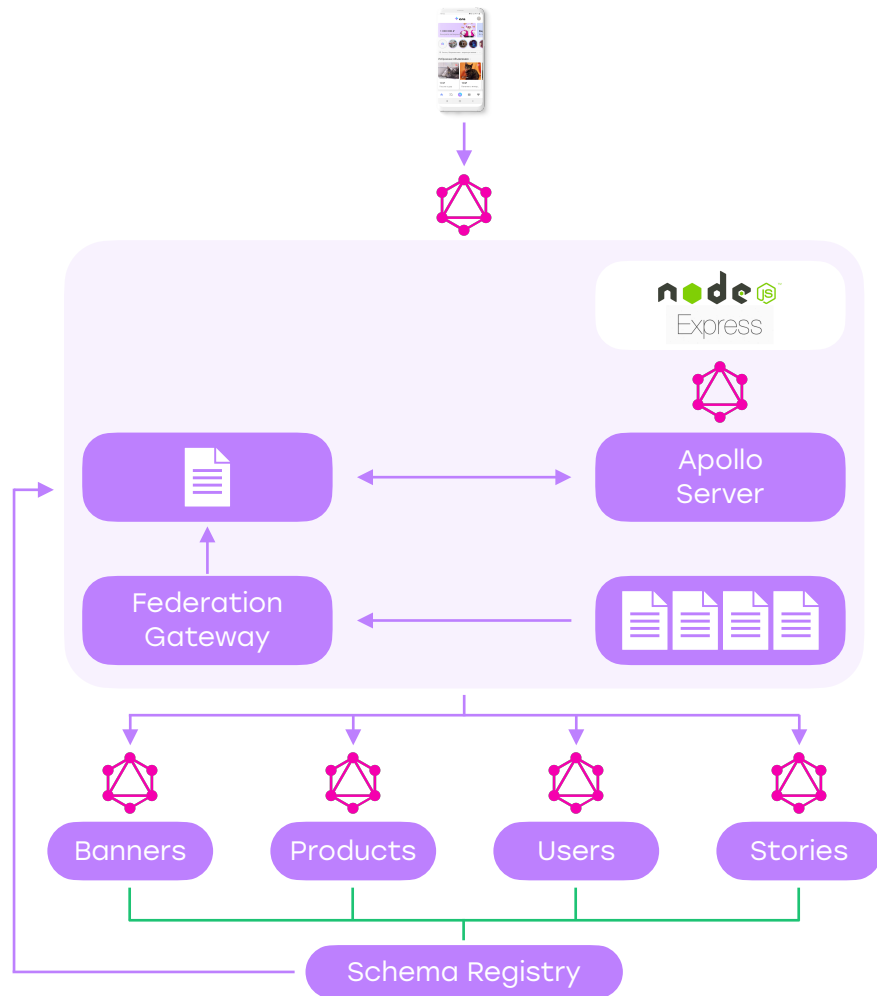 node
JS
Express
Apollo
Server
Federation
Gateway
Banners
Products
Users
Stories
Schema Registry